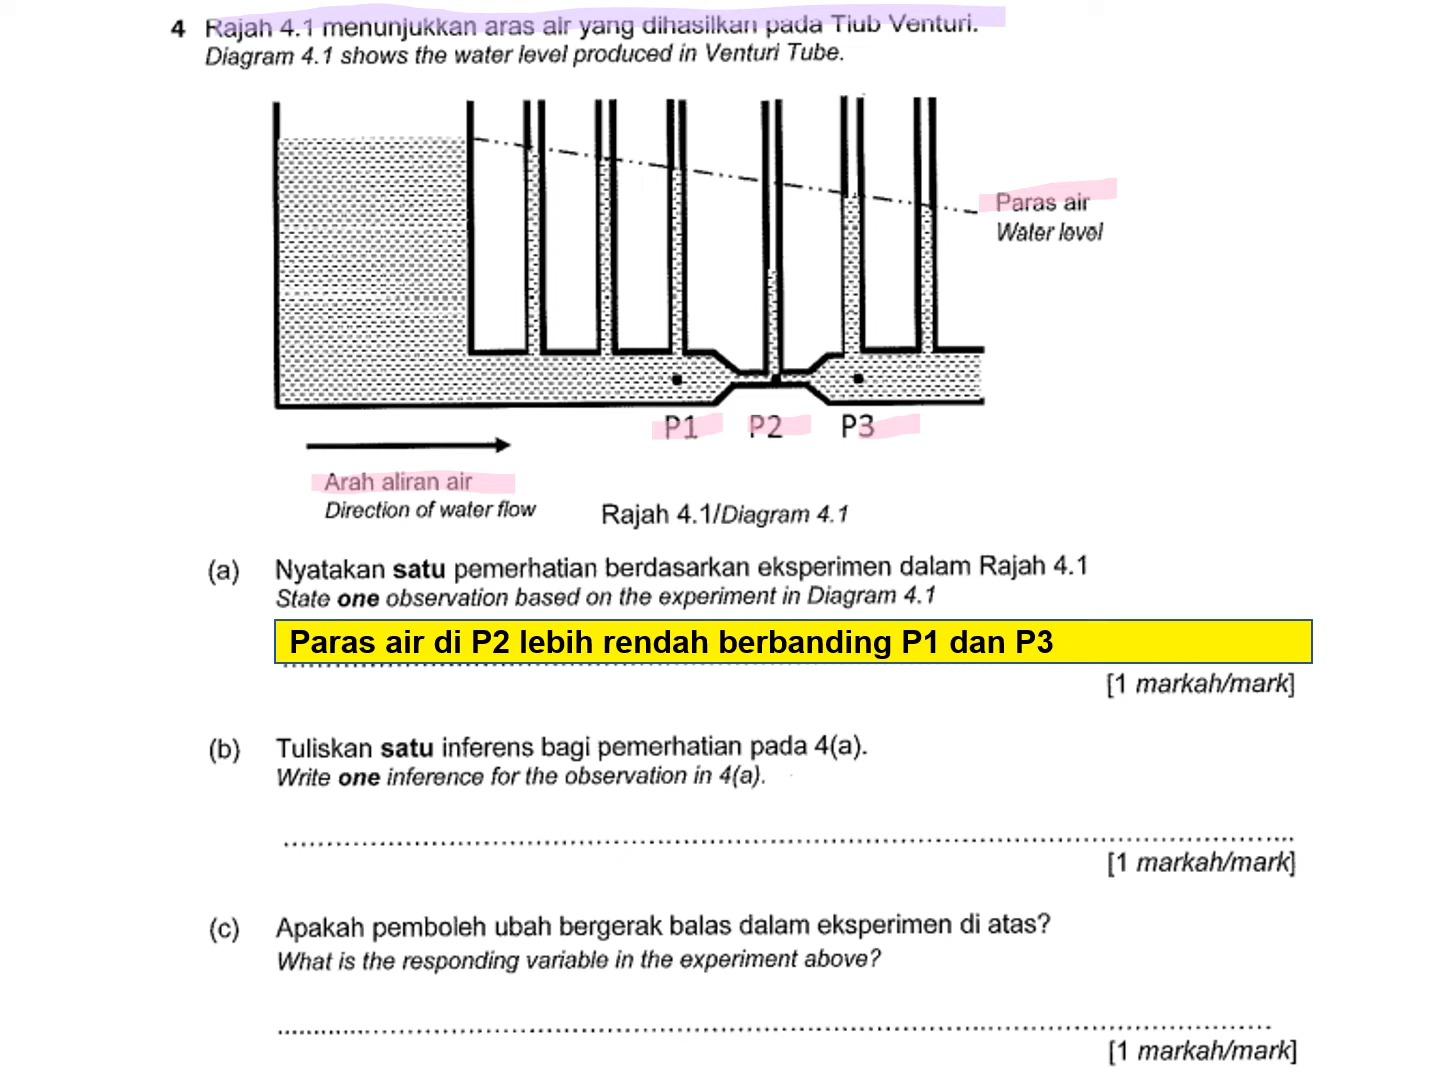 4 Rajah 4.1 menunjukkan aras air yang dihasilkan pada Tiub Venturi.
Diagram 4.1 shows the water level produced in Venturi Tube.
Paras air
Water level
P1 P2 P3
Arah aliran air
Direction of water flow
Rajah 4.1/Diagram 4.1
(a) Nyatakan satu pemerhatian berdasarkan eksperimen dalam Rajah 4.1
State one observation based on the experiment in Diagram 4.1
Paras air di P2 lebih rendah berbanding P1 dan P3
[1 markah/mark]
(b) Tuliskan satu inferens bagi pemerhatian pada 4(a).
Write one inference for the observation in 4(a).
[1 markah/mark]
(c) Apakah pemboleh ubah bergerak balas dalam eksperimen di atas?
What is the responding variable in the experiment above?
[1 markah/mark]